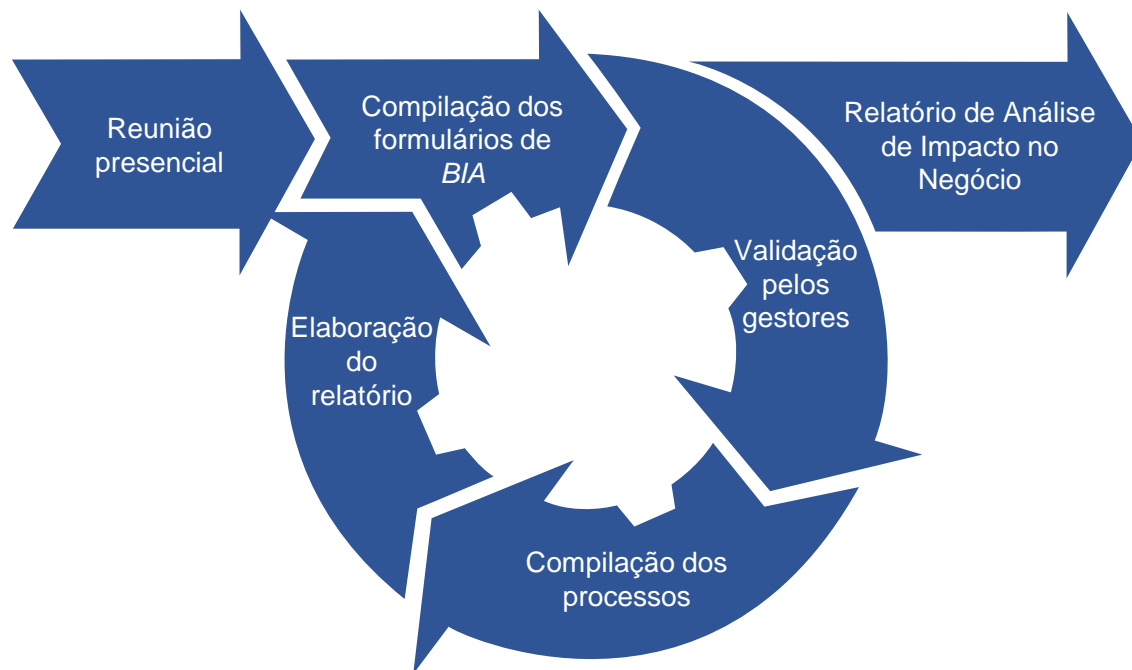 Reunião
presencial
Compilação dos
formulários de
BIA
Relatório de Análise
de Impacto no
Negócio
Validação
pelos
gestores
Compilação dos
processos
Elaboração
do
relatório